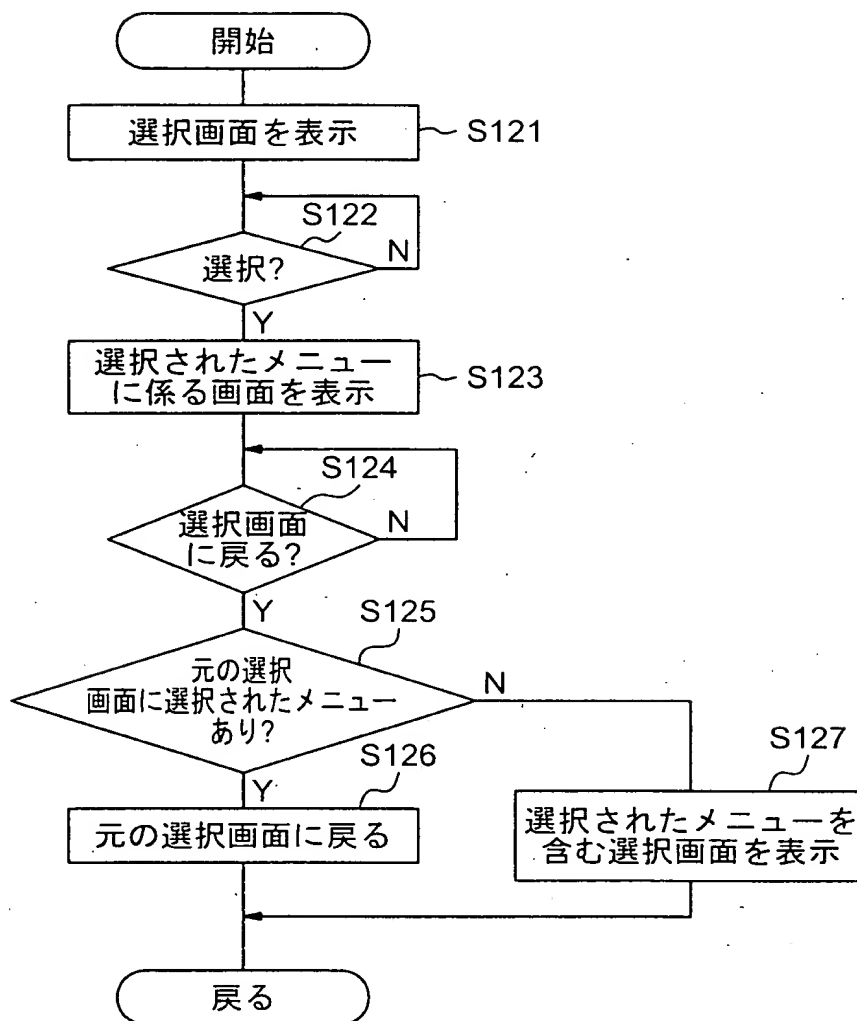 開始
選択画面を表示
S121
S122
選択?
N
Y
選択されたメニュー
に係る画面を表示
S123
S124
選択画面
に戻る?
N
Y
S125
元の選択
画面に選択されたメニュー
あり?
N
Y
S126
元の選択画面に戻る
S127
選択されたメニューを
含む選択画面を表示
戻る